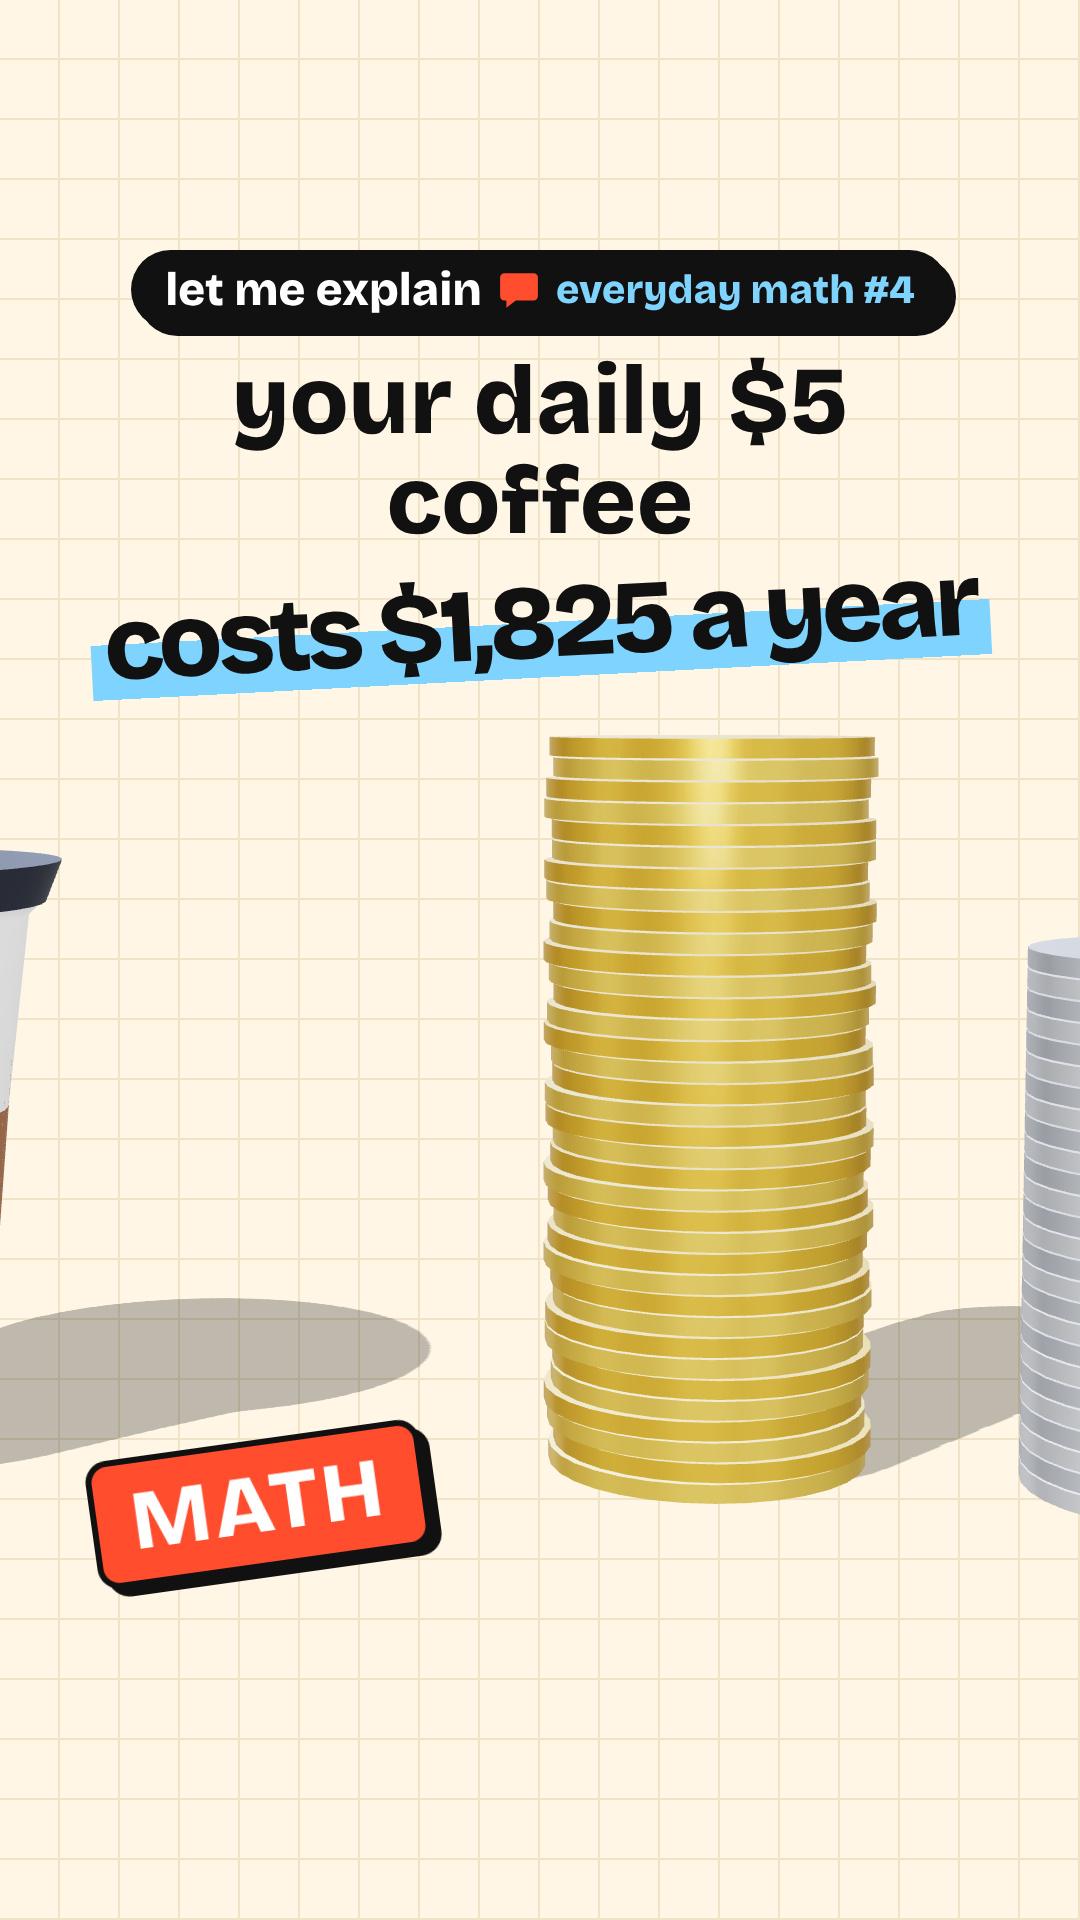 let me explain everyday math #4
your daily $5
coffee
costs $1,825 a year
MATH